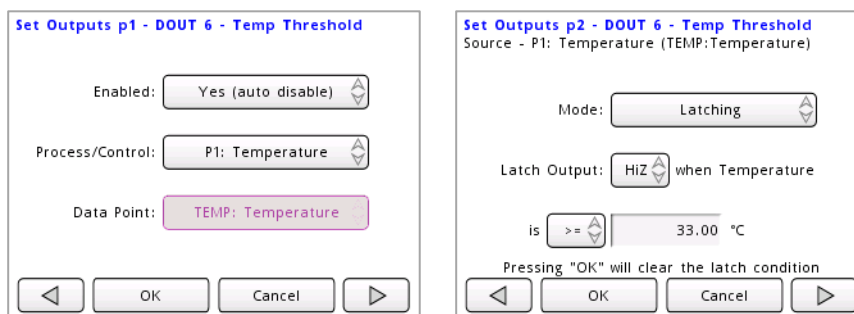 Set Outputs p1 - DOUT 6 - Temp Threshold
Enabled: Yes (auto disable)
Process/Control: P1: Temperature
Data Point: TEMP: Temperature
OK Cancel
Set Outputs p2 - DOUT 6 - Temp Threshold
Source - P1: Temperature (TEMP:Temperature)
Mode: Latching
Latch Output: HiZ when Temperature
is >= 33.00 °C
Pressing "OK" will clear the latch condition
OK Cancel